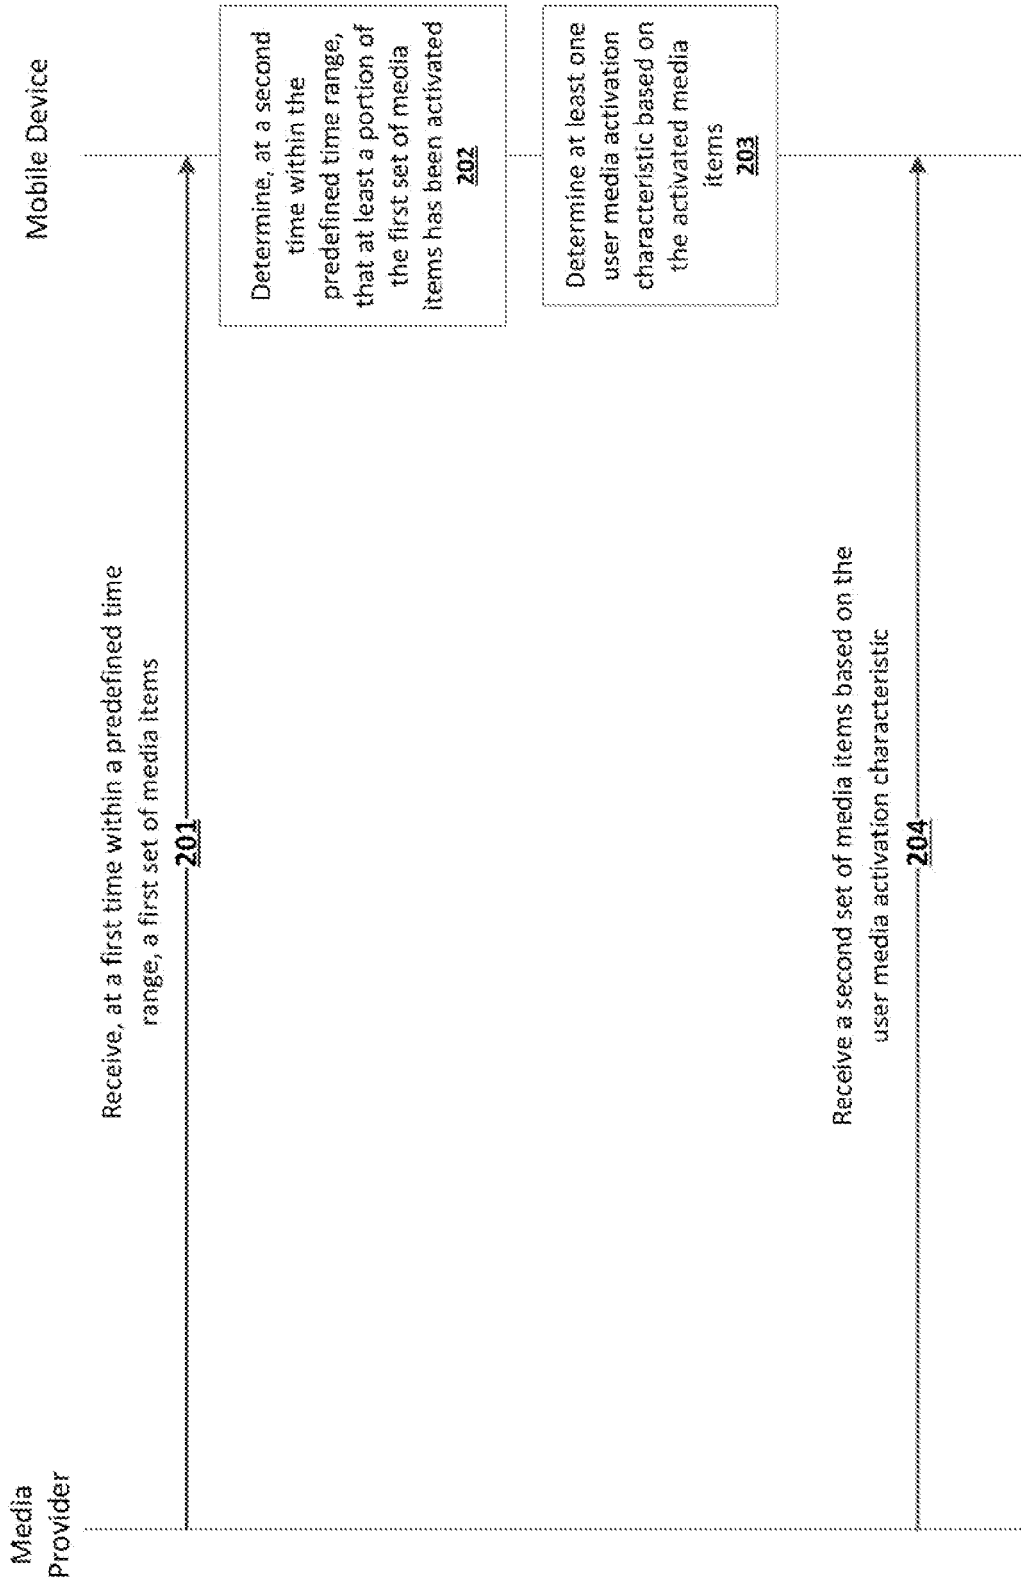 Media
Provider
Mobile Device
Receive, at a first time within a predefined time
range, a first set of media items
201
Determine, at a second
time within the
predefined time range,
that at least a portion of
the first set of media
items has been activated
202
Determine at least one
user media activation
characteristic based on
the activated media
items
203
Receive a second set of media items based on the
user media activation characteristic
204